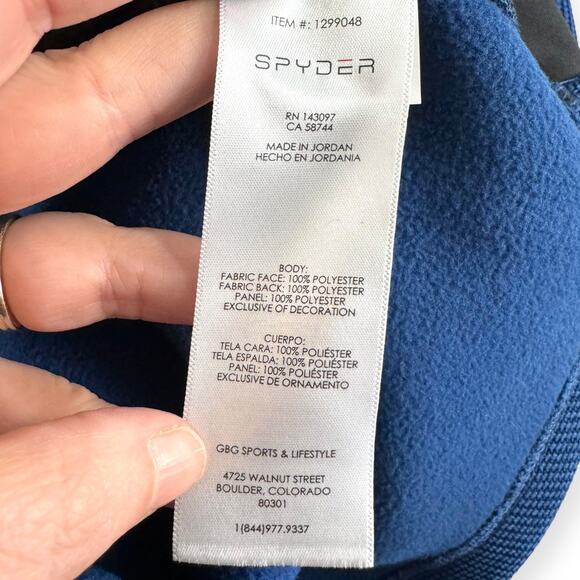 ITEM #: 1299048
SPYDER
RN 143097
CA 58744
MADE IN JORDAN
HECHO EN JORDANIA
BODY:
FABRIC FACE: 100% POLYESTER
FABRIC BACK: 100% POLYESTER
PANEL: 100% POLYESTER
EXCLUSIVE OF DECORATION
CUERPO:
TELA CARA: 100% POLIÉSTER
TELA ESPALDA: 100% POLIÉSTER
PANEL: 100% POLIÉSTER
EXCLUSIVE DE ORNAMENTO
GBG SPORTS & LIFESTYLE
4725 WALNUT STREET
BOULDER, COLORADO
80301
1(844)977.9337